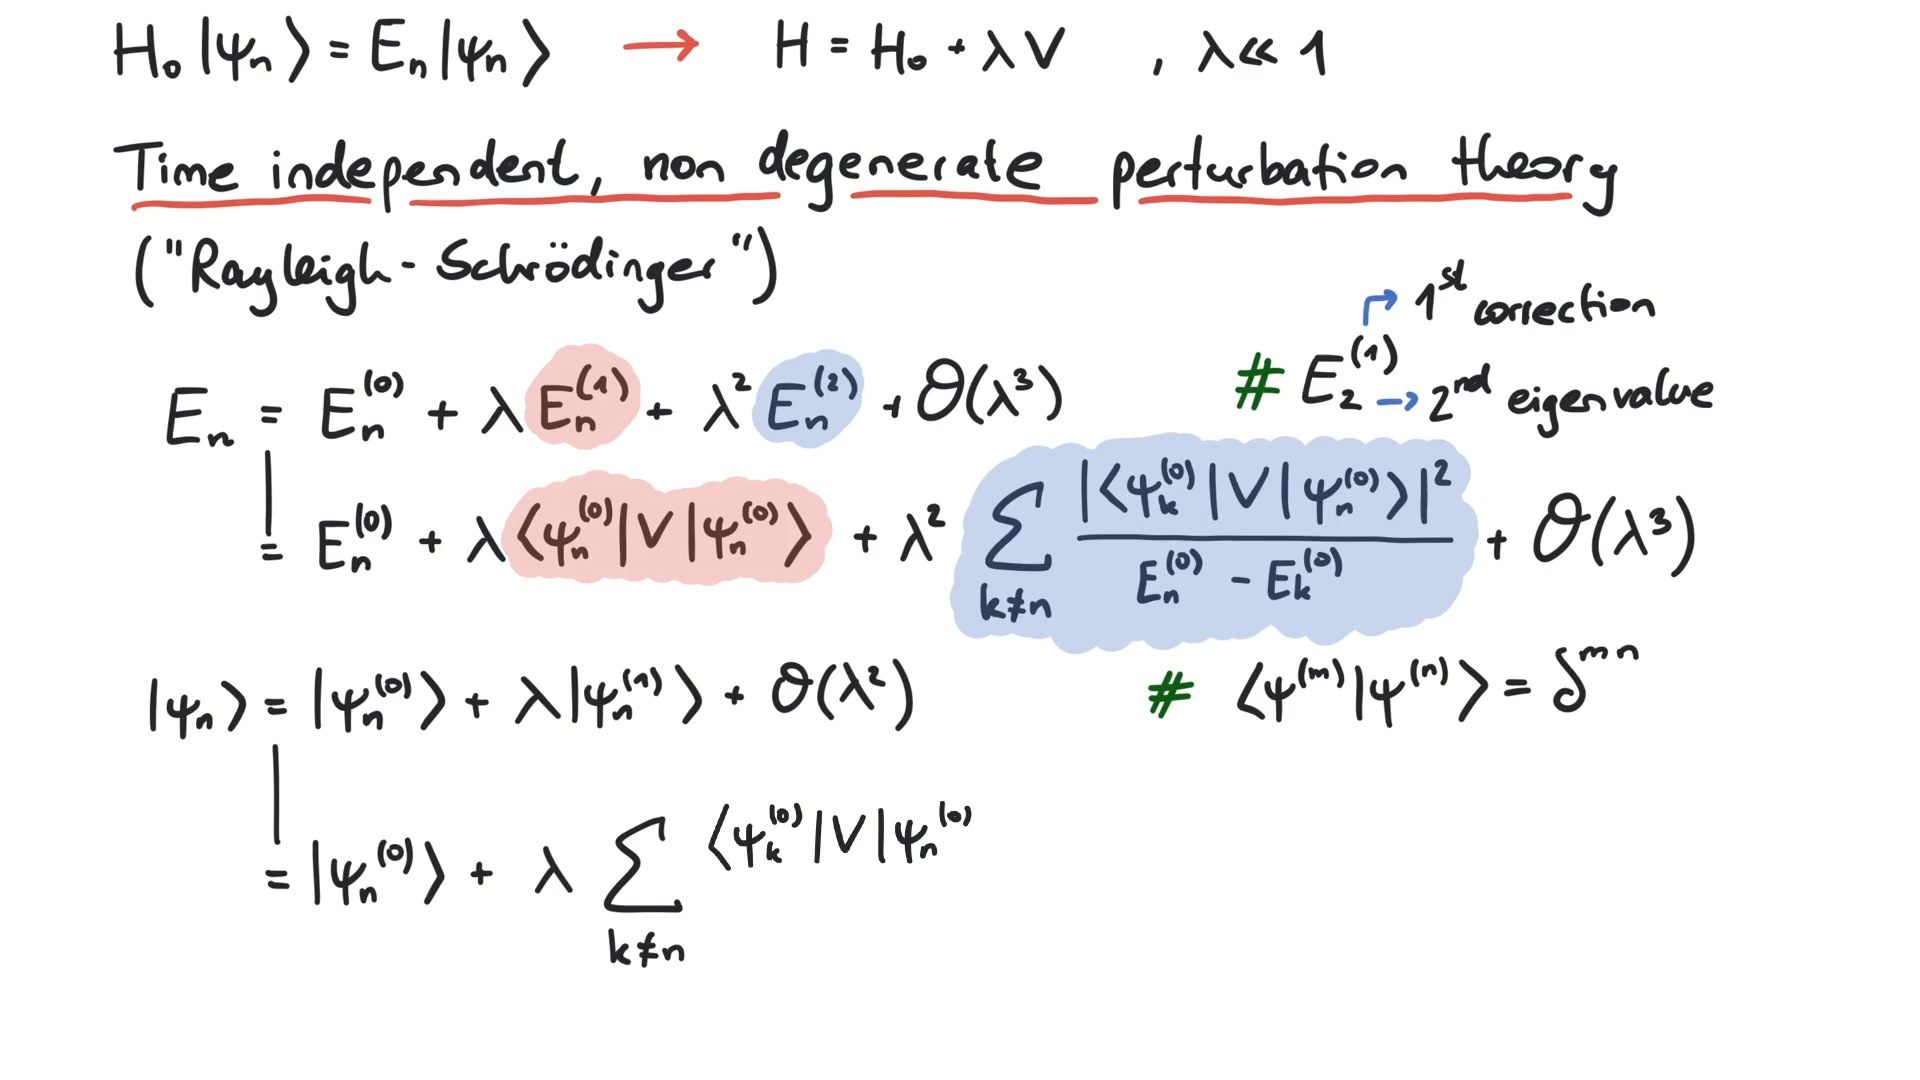 H₀|ψₙ⟩ = Eₙ|ψₙ⟩ → H = H₀ + λV , λ ≪ 1
Time independent, non degenerate perturbation theory
("Rayleigh-Schrödinger")
↱ 1st correction
Eₙ = Eₙ⁽⁰⁾ + λEₙ⁽¹⁾ + λ²Eₙ⁽²⁾ + 𝒪(λ³) # E₂⁽¹⁾ → 2nd eigenvalue
= Eₙ⁽⁰⁾ + λ⟨ψₙ⁽⁰⁾|V|ψₙ⁽⁰⁾⟩ + λ² ∑_{k≠n} |⟨ψₖ⁽⁰⁾|V|ψₙ⁽⁰⁾⟩|² / (Eₙ⁽⁰⁾ - Eₖ⁽⁰⁾) + 𝒪(λ³)
|ψₙ⟩ = |ψₙ⁽⁰⁾⟩ + λ|ψₙ⁽¹⁾⟩ + 𝒪(λ²) # ⟨ψ⁽ᵐ⁾|ψ⁽ⁿ⁾⟩ = δᵐⁿ
= |ψₙ⁽⁰⁾⟩ + λ ∑_{k≠n} ⟨ψₖ⁽⁰⁾|V|ψₙ⁽⁰⁾